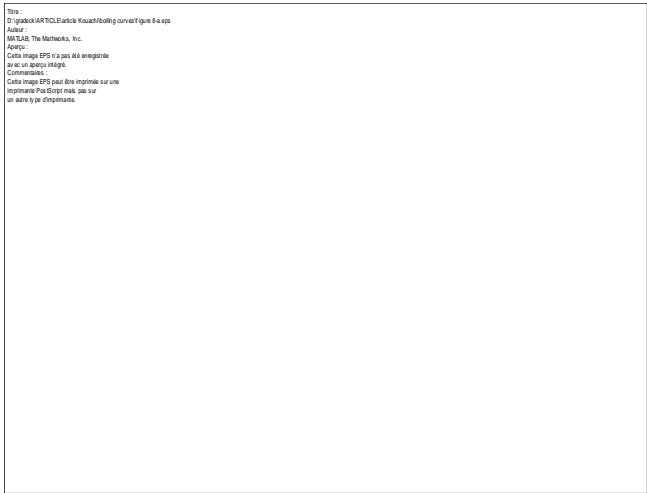 Titre :
D:\gradeck\ARTICLE\article Kouachi\boiling curves\figure 8-a.eps
Auteur :
MATLAB, The Mathworks, Inc.
Aperçu :
Cette image EPS n'a pas été enregistrée
avec un aperçu intégré.
Commentaires :
Cette image EPS peut être imprimée sur une
imprimante PostScript mais pas sur
un autre type d'imprimante.